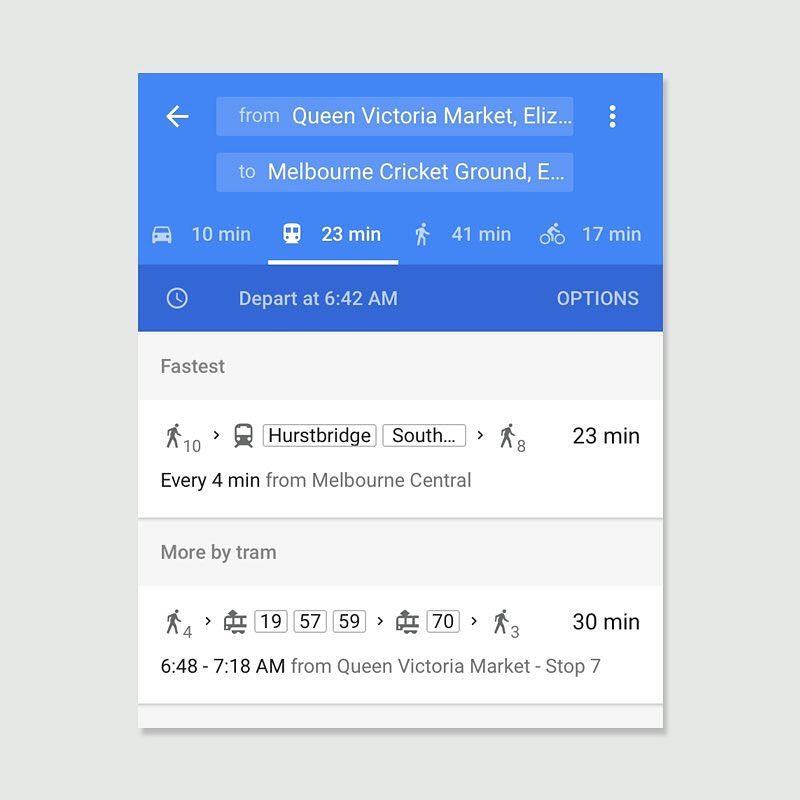 from Queen Victoria Market, Eliz...
to Melbourne Cricket Ground, E...
10 min 23 min 41 min 17 min
Depart at 6:42 AM OPTIONS
Fastest
10 Hurstbridge South... 8 23 min
Every 4 min from Melbourne Central
More by tram
4 19 57 59 70 3 30 min
6:48 - 7:18 AM from Queen Victoria Market - Stop 7